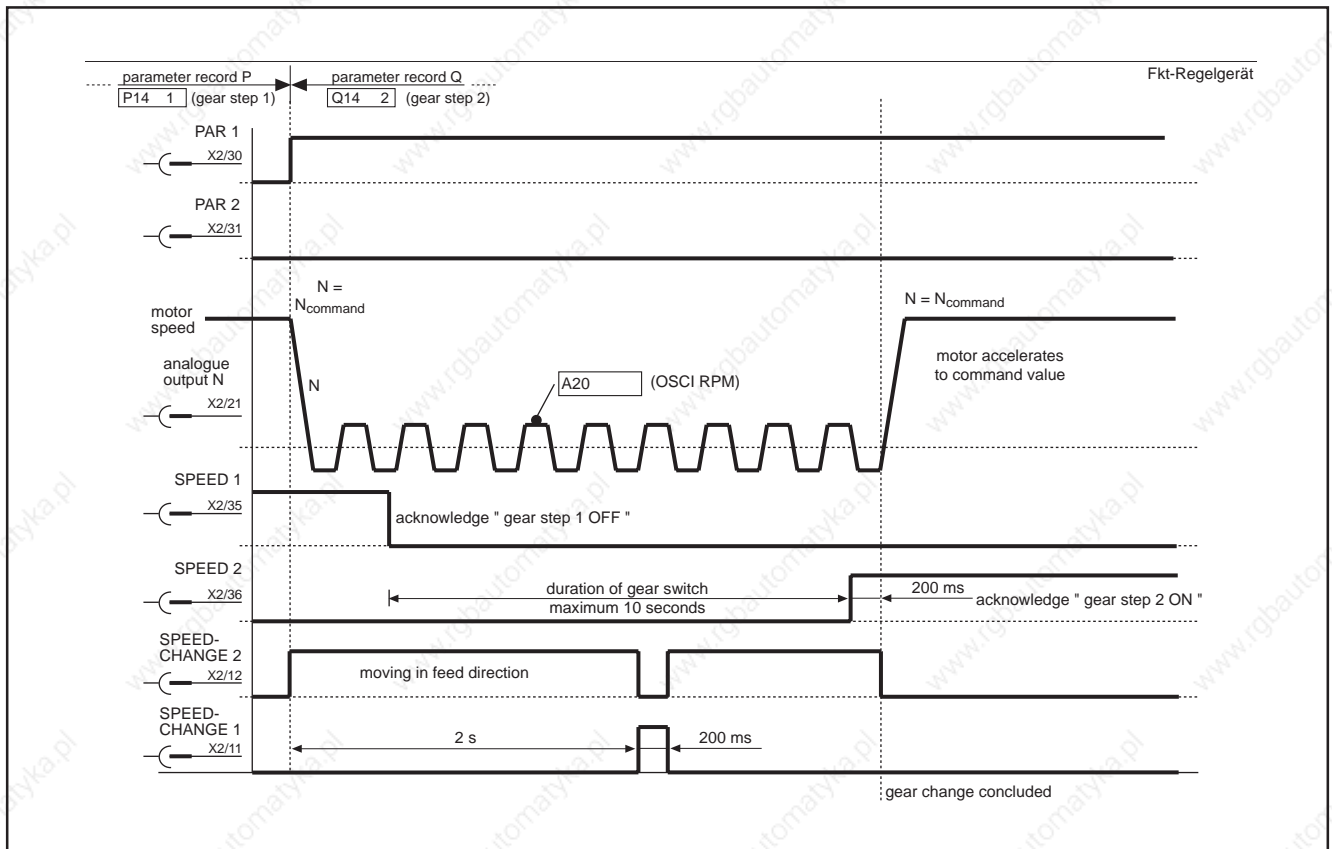 Fkt-Regelgerät
parameter record P
parameter record Q
P14 1 (gear step 1)
Q14 2 (gear step 2)
PAR 1
X2/30
PAR 2
X2/31
N =
Ncommand
N = Ncommand
motor
speed
analogue
output N
X2/21
N
A20 (OSCI RPM)
motor accelerates
to command value
SPEED 1
X2/35
acknowledge " gear step 1 OFF "
SPEED 2
X2/36
duration of gear switch
maximum 10 seconds
200 ms
acknowledge " gear step 2 ON "
SPEED-
CHANGE 2
X2/12
moving in feed direction
SPEED-
CHANGE 1
X2/11
2 s
200 ms
gear change concluded
www.rgbautomatyka.pl